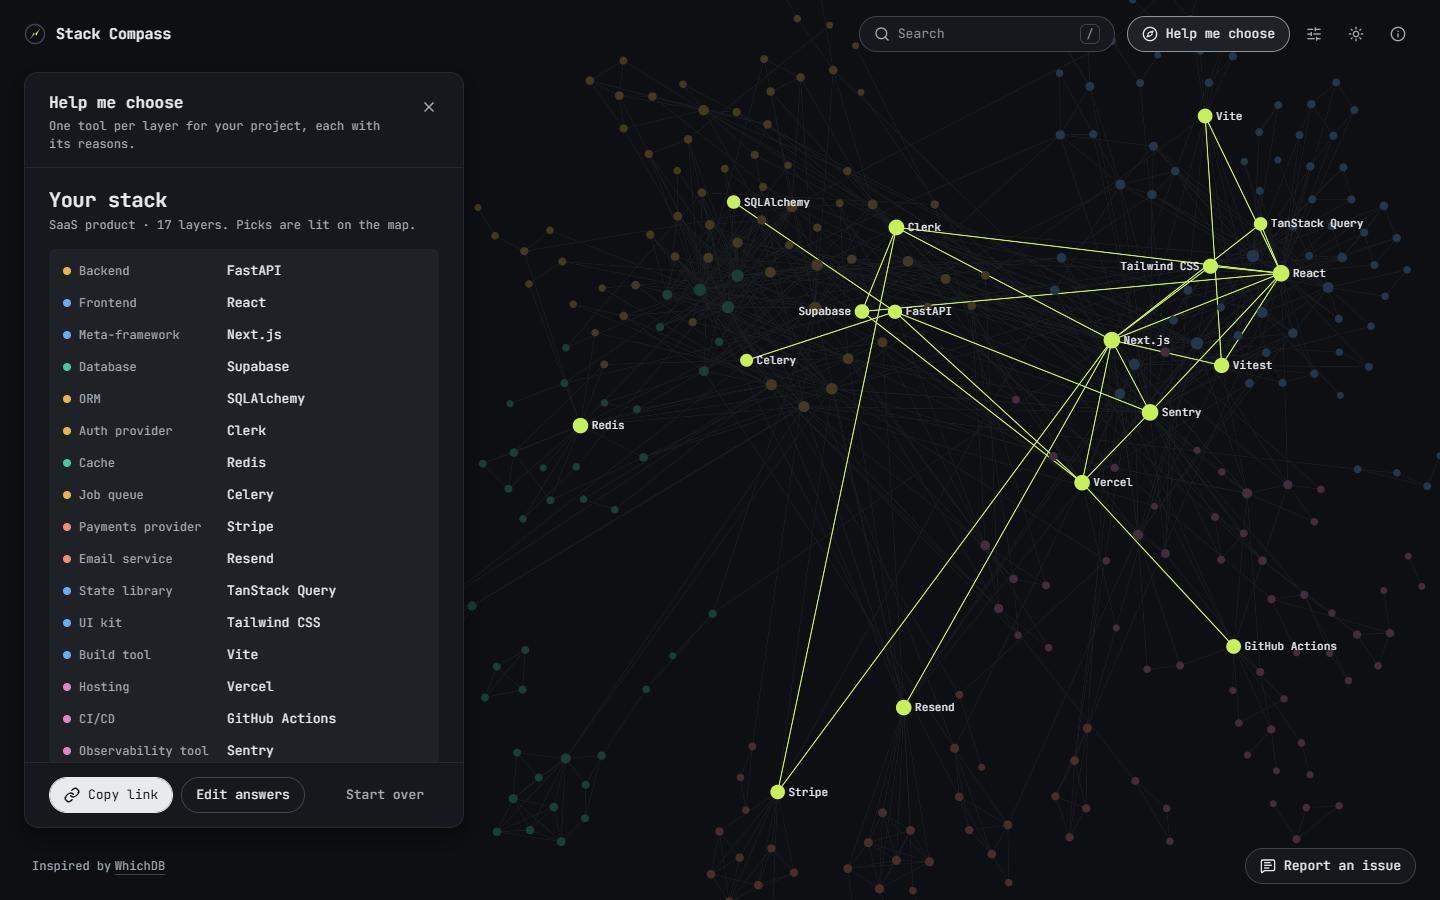 Stack Compass
Search
/
Help me choose
Help me choose
One tool per layer for your project, each with
its reasons.
Your stack
SaaS product · 17 layers. Picks are lit on the map.
Backend FastAPI
Frontend React
Meta-framework Next.js
Database Supabase
ORM SQLAlchemy
Auth provider Clerk
Cache Redis
Job queue Celery
Payments provider Stripe
Email service Resend
State library TanStack Query
UI kit Tailwind CSS
Build tool Vite
Hosting Vercel
CI/CD GitHub Actions
Observability tool Sentry
Copy link
Edit answers
Start over
Inspired by WhichDB
Vite
SQLAlchemy
Clerk
TanStack Query
Tailwind CSS
React
Supabase
FastAPI
Next.js
Celery
Vitest
Sentry
Redis
Vercel
GitHub Actions
Resend
Stripe
Report an issue